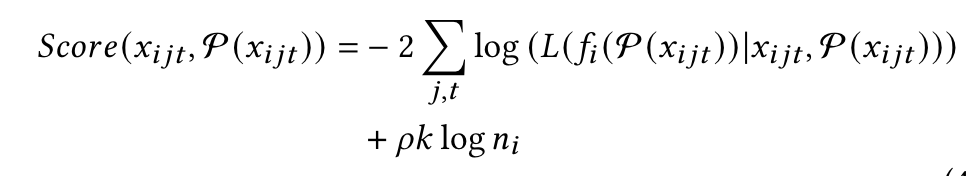 Score(x_{ijt}, 𝒫(x_{ijt})) = − 2 ∑_{j,t} log (L(f_i(𝒫(x_{ijt}))|x_{ijt}, 𝒫(x_{ijt})))
+ ρk log n_i